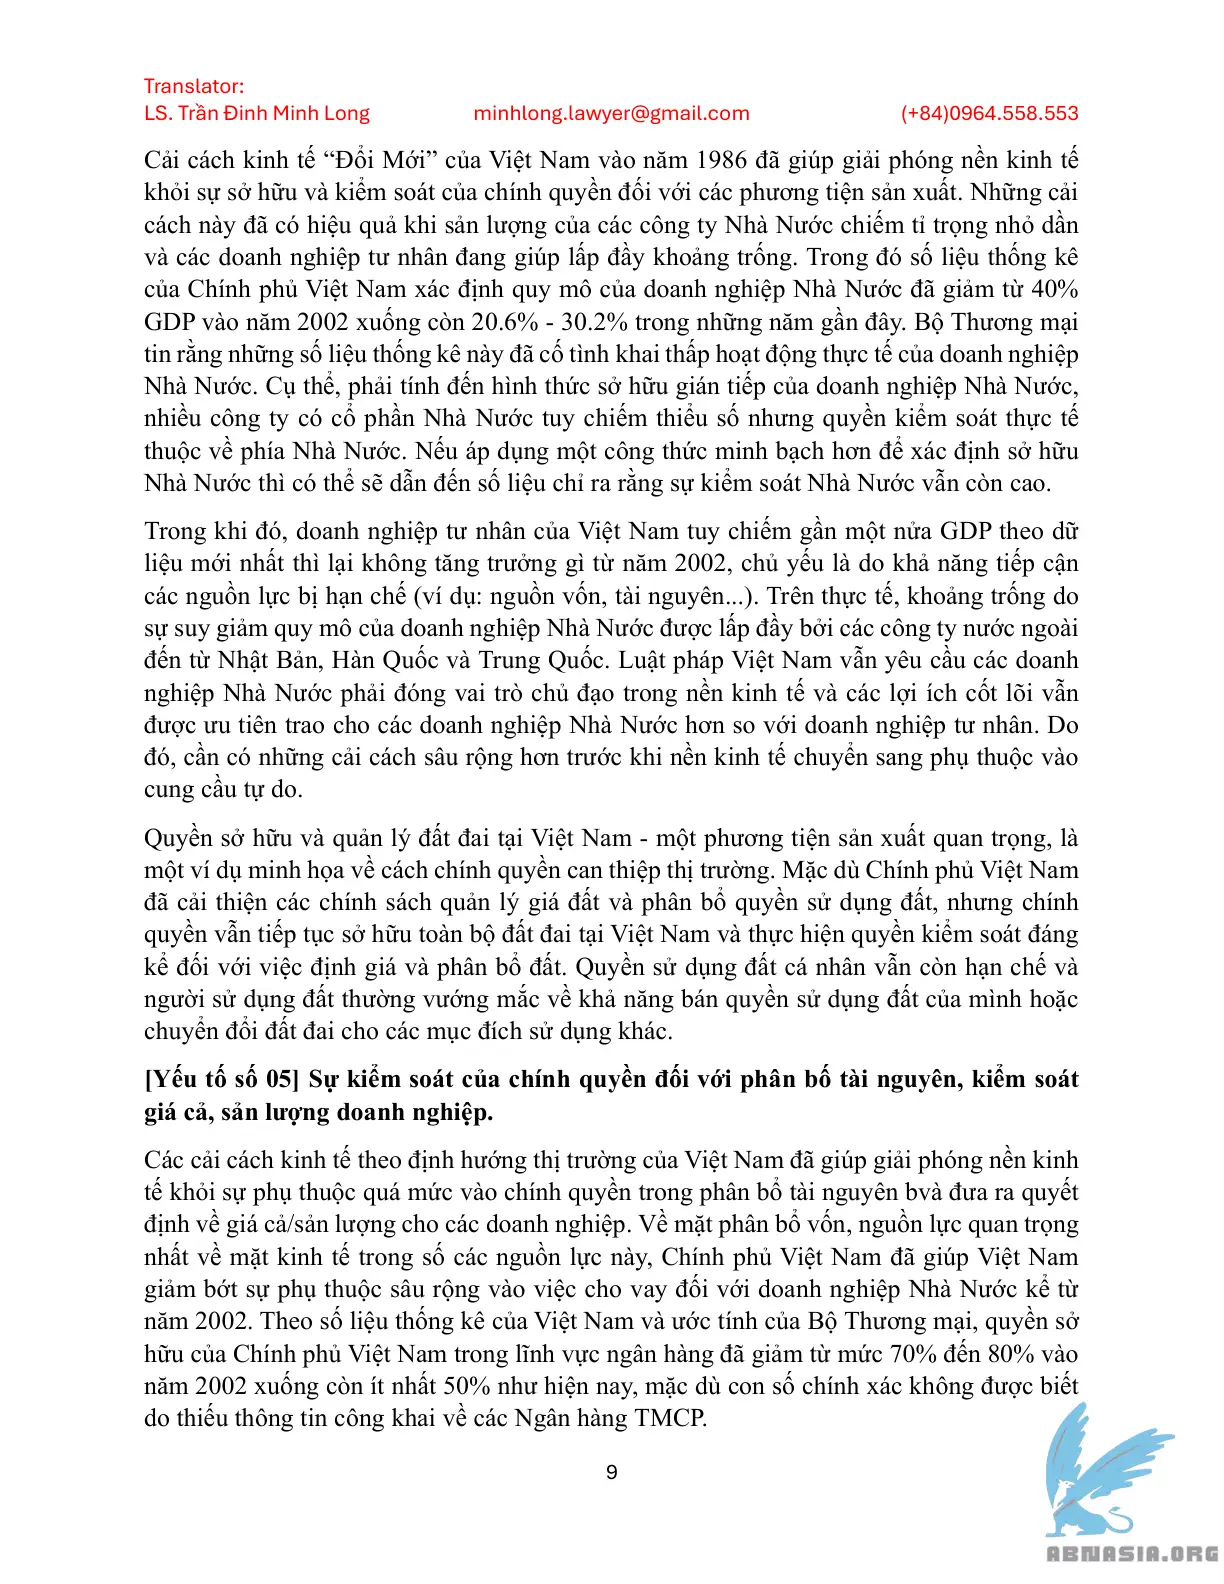 Translator:
LS. Trần Đinh Minh Long minhlong.lawyer@gmail.com (+84)0964.558.553
Cải cách kinh tế “Đổi Mới” của Việt Nam vào năm 1986 đã giúp giải phóng nền kinh tế
khỏi sự sở hữu và kiểm soát của chính quyền đối với các phương tiện sản xuất. Những cải
cách này đã có hiệu quả khi sản lượng của các công ty Nhà Nước chiếm tỉ trọng nhỏ dần
và các doanh nghiệp tư nhân đang giúp lấp đầy khoảng trống. Trong đó số liệu thống kê
của Chính phủ Việt Nam xác định quy mô của doanh nghiệp Nhà Nước đã giảm từ 40%
GDP vào năm 2002 xuống còn 20.6% - 30.2% trong những năm gần đây. Bộ Thương mại
tin rằng những số liệu thống kê này đã cố tình khai thấp hoạt động thực tế của doanh nghiệp
Nhà Nước. Cụ thể, phải tính đến hình thức sở hữu gián tiếp của doanh nghiệp Nhà Nước,
nhiều công ty có cổ phần Nhà Nước tuy chiếm thiểu số nhưng quyền kiểm soát thực tế
thuộc về phía Nhà Nước. Nếu áp dụng một công thức minh bạch hơn để xác định sở hữu
Nhà Nước thì có thể sẽ dẫn đến số liệu chỉ ra rằng sự kiểm soát Nhà Nước vẫn còn cao.
Trong khi đó, doanh nghiệp tư nhân của Việt Nam tuy chiếm gần một nửa GDP theo dữ
liệu mới nhất thì lại không tăng trưởng gì từ năm 2002, chủ yếu là do khả năng tiếp cận
các nguồn lực bị hạn chế (ví dụ: nguồn vốn, tài nguyên...). Trên thực tế, khoảng trống do
sự suy giảm quy mô của doanh nghiệp Nhà Nước được lấp đầy bởi các công ty nước ngoài
đến từ Nhật Bản, Hàn Quốc và Trung Quốc. Luật pháp Việt Nam vẫn yêu cầu các doanh
nghiệp Nhà Nước phải đóng vai trò chủ đạo trong nền kinh tế và các lợi ích cốt lõi vẫn
được ưu tiên trao cho các doanh nghiệp Nhà Nước hơn so với doanh nghiệp tư nhân. Do
đó, cần có những cải cách sâu rộng hơn trước khi nền kinh tế chuyển sang phụ thuộc vào
cung cầu tự do.
Quyền sở hữu và quản lý đất đai tại Việt Nam - một phương tiện sản xuất quan trọng, là
một ví dụ minh họa về cách chính quyền can thiệp thị trường. Mặc dù Chính phủ Việt Nam
đã cải thiện các chính sách quản lý giá đất và phân bổ quyền sử dụng đất, nhưng chính
quyền vẫn tiếp tục sở hữu toàn bộ đất đai tại Việt Nam và thực hiện quyền kiểm soát đáng
kể đối với việc định giá và phân bổ đất. Quyền sử dụng đất cá nhân vẫn còn hạn chế và
người sử dụng đất thường vướng mắc về khả năng bán quyền sử dụng đất của mình hoặc
chuyển đổi đất đai cho các mục đích sử dụng khác.
[Yếu tố số 05] Sự kiểm soát của chính quyền đối với phân bố tài nguyên, kiểm soát
giá cả, sản lượng doanh nghiệp.
Các cải cách kinh tế theo định hướng thị trường của Việt Nam đã giúp giải phóng nền kinh
tế khỏi sự phụ thuộc quá mức vào chính quyền trong phân bổ tài nguyên bvà đưa ra quyết
định về giá cả/sản lượng cho các doanh nghiệp. Về mặt phân bổ vốn, nguồn lực quan trọng
nhất về mặt kinh tế trong số các nguồn lực này, Chính phủ Việt Nam đã giúp Việt Nam
giảm bớt sự phụ thuộc sâu rộng vào việc cho vay đối với doanh nghiệp Nhà Nước kể từ
năm 2002. Theo số liệu thống kê của Việt Nam và ước tính của Bộ Thương mại, quyền sở
hữu của Chính phủ Việt Nam trong lĩnh vực ngân hàng đã giảm từ mức 70% đến 80% vào
năm 2002 xuống còn ít nhất 50% như hiện nay, mặc dù con số chính xác không được biết
do thiếu thông tin công khai về các Ngân hàng TMCP.
9
ABNASIA.ORG